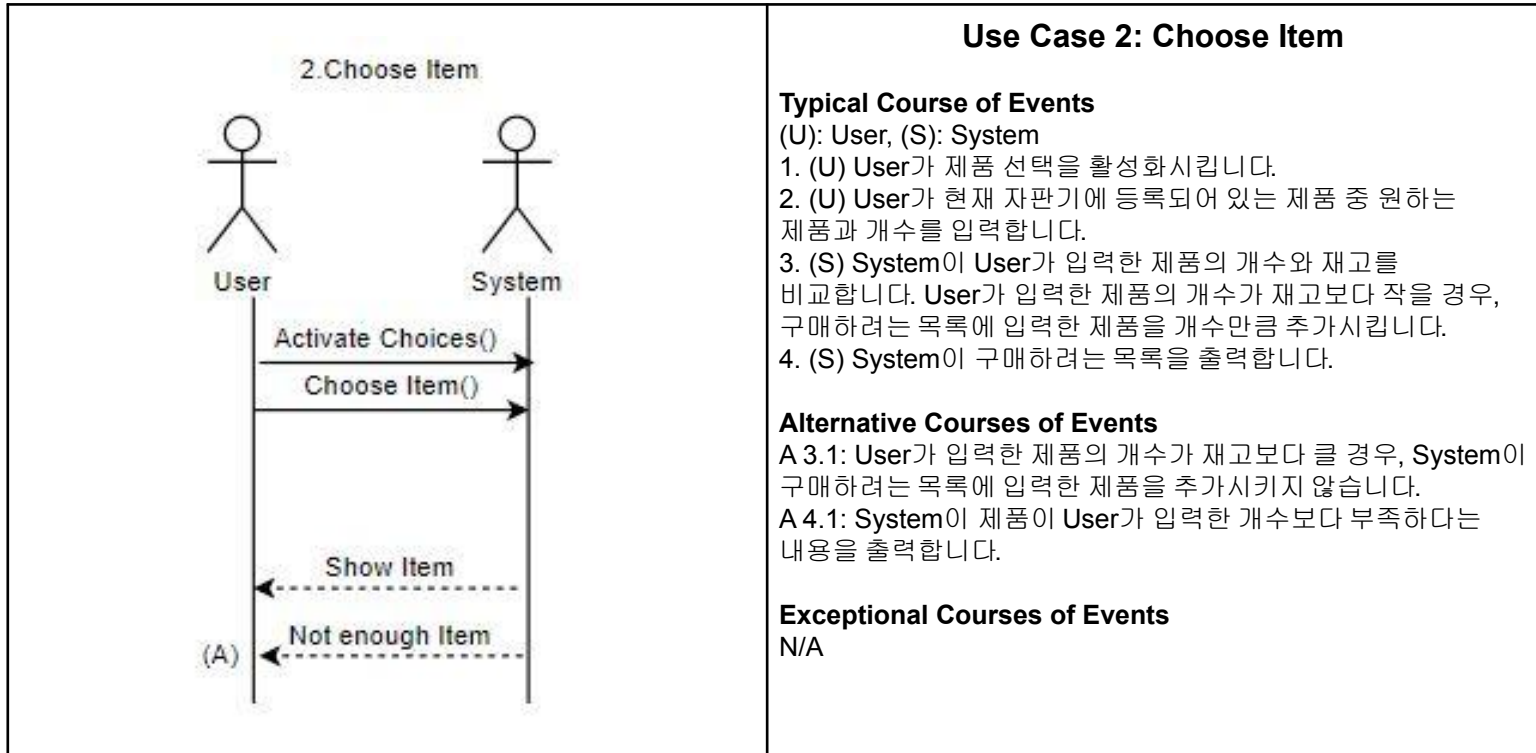 2.Choose Item
User
System
Activate Choices()
Choose Item()
Show Item
(A)
Not enough Item
Use Case 2: Choose Item
Typical Course of Events
(U): User, (S): System
1. (U) User가 제품 선택을 활성화시킵니다.
2. (U) User가 현재 자판기에 등록되어 있는 제품 중 원하는
제품과 개수를 입력합니다.
3. (S) System이 User가 입력한 제품의 개수와 재고를
비교합니다. User가 입력한 제품의 개수가 재고보다 작을 경우,
구매하려는 목록에 입력한 제품을 개수만큼 추가시킵니다.
4. (S) System이 구매하려는 목록을 출력합니다.
Alternative Courses of Events
A 3.1: User가 입력한 제품의 개수가 재고보다 클 경우, System이
구매하려는 목록에 입력한 제품을 추가시키지 않습니다.
A 4.1: System이 제품이 User가 입력한 개수보다 부족하다는
내용을 출력합니다.
Exceptional Courses of Events
N/A